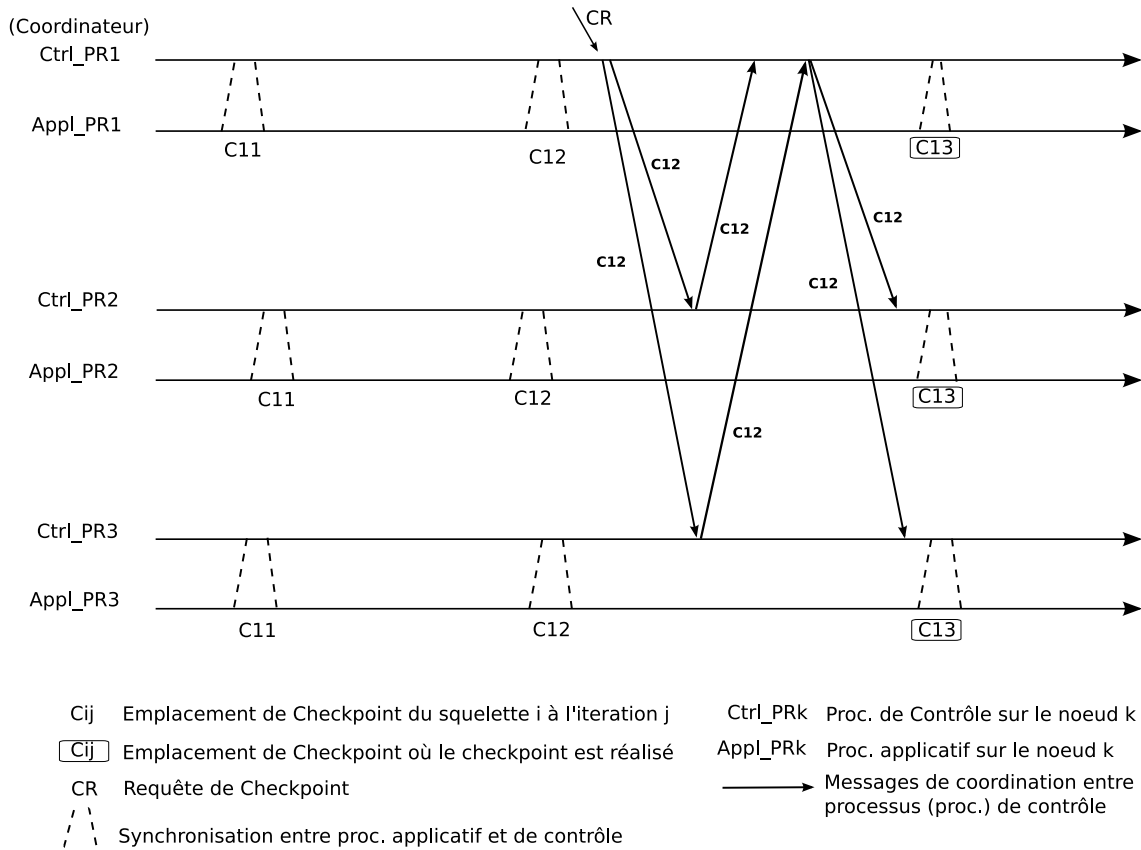 (Coordinateur)
CR
Ctrl_PR1
Appl_PR1
C11
C12
C13
C12
C12
C12
C12
C12
Ctrl_PR2
Appl_PR2
C11
C12
C13
C12
Ctrl_PR3
Appl_PR3
C11
C12
C13
Cij Emplacement de Checkpoint du squelette i à l'iteration j
Cij Emplacement de Checkpoint où le checkpoint est réalisé
CR Requête de Checkpoint
Synchronisation entre proc. applicatif et de contrôle
Ctrl_PRk Proc. de Contrôle sur le noeud k
Appl_PRk Proc. applicatif sur le noeud k
Messages de coordination entre
processus (proc.) de contrôle